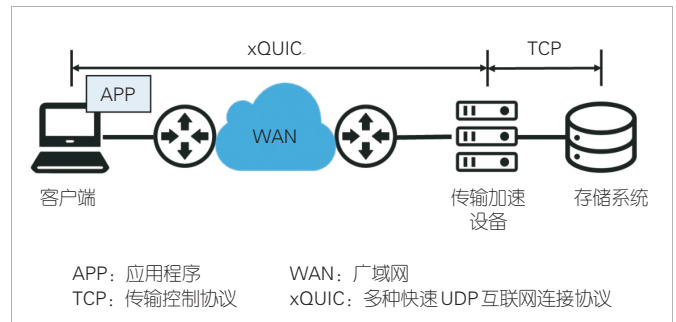 xQUIC
TCP
APP
WAN
客户端
传输加速
设备
存储系统
APP：应用程序 WAN：广域网
TCP：传输控制协议 xQUIC：多种快速UDP互联网连接协议